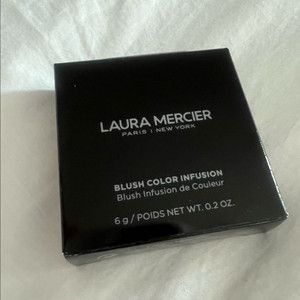 LAURA MERCIER
PARIS | NEW YORK
BLUSH COLOR INFUSION
Blush Infusion de Couleur
6 g / POIDS NET WT. 0.2 OZ.